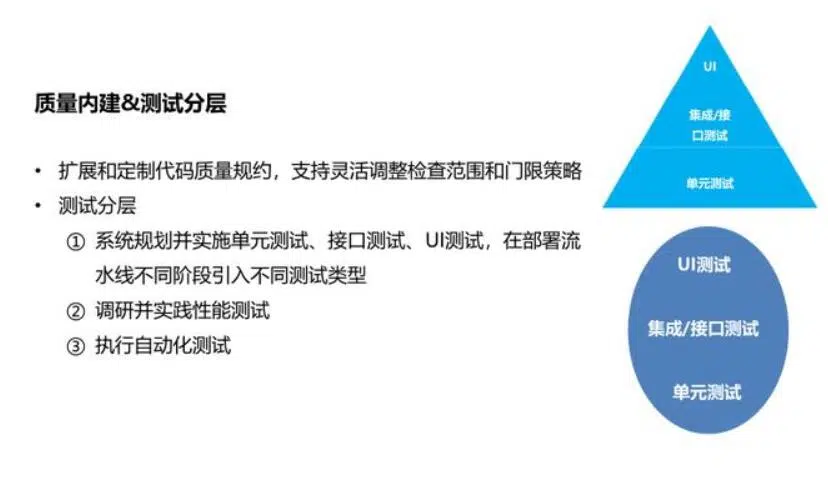 质量内建&测试分层
• 扩展和定制代码质量规约，支持灵活调整检查范围和门限策略
• 测试分层
① 系统规划并实施单元测试、接口测试、UI测试，在部署流
水线不同阶段引入不同测试类型
② 调研并实践性能测试
③ 执行自动化测试
UI
集成/接
口测试
单元测试
UI测试
集成/接口测试
单元测试